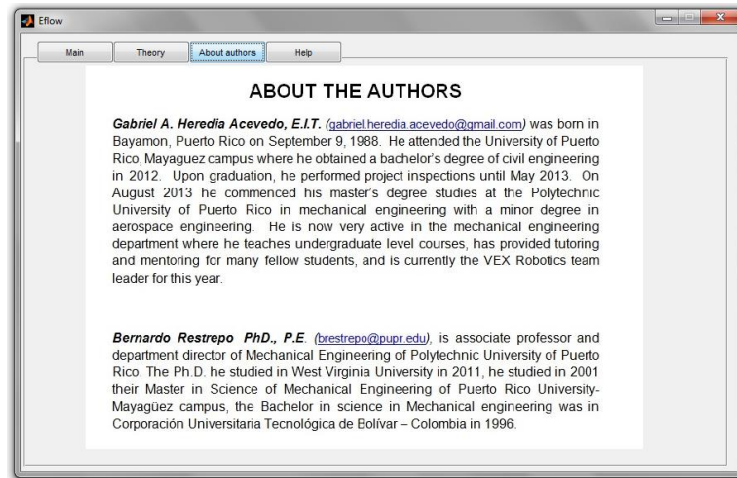 Eflow
Main
Theory
About authors
Help
ABOUT THE AUTHORS
Gabriel A. Heredia Acevedo, E.I.T. (gabriel.heredia.acevedo@gmail.com) was born in
Bayamon, Puerto Rico on September 9, 1988. He attended the University of Puerto
Rico, Mayaguez campus where he obtained a bachelor's degree of civil engineering
in 2012. Upon graduation, he performed project inspections until May 2013. On
August 2013 he commenced his master's degree studies at the Polytechnic
University of Puerto Rico in mechanical engineering with a minor degree in
aerospace engineering. He is now very active in the mechanical engineering
department where he teaches undergraduate level courses, has provided tutoring
and mentoring for many fellow students, and is currently the VEX Robotics team
leader for this year.
Bernardo Restrepo PhD., P.E. (brestrepo@pupr.edu), is associate professor and
department director of Mechanical Engineering of Polytechnic University of Puerto
Rico. The Ph.D. he studied in West Virginia University in 2011, he studied in 2001
their Master in Science of Mechanical Engineering of Puerto Rico University-
Mayagüez campus, the Bachelor in science in Mechanical engineering was in
Corporación Universitaria Tecnológica de Bolívar – Colombia in 1996.